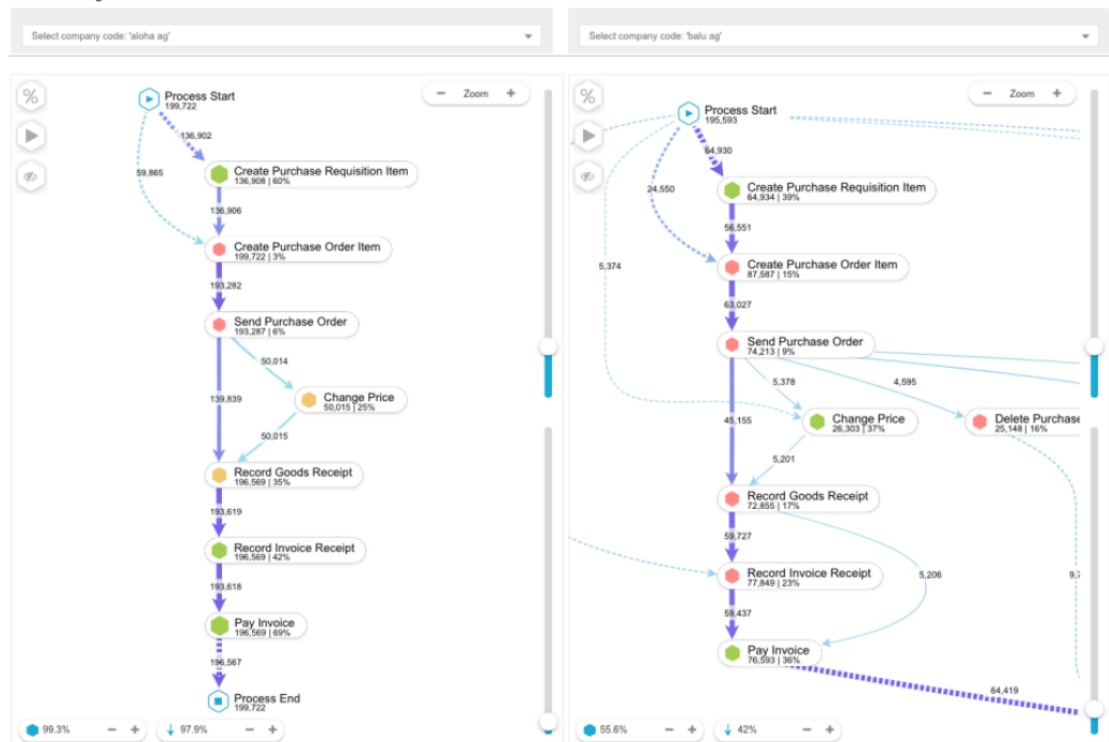 Select company code: 'aloha ag'
Select company code: 'balu ag'
%
Zoom
Process Start
199,722
136,902
59,865
Create Purchase Requisition Item
136,908 | 60%
136,906
Create Purchase Order Item
199,722 | 3%
193,282
Send Purchase Order
193,287 | 6%
50,014
Change Price
50,015 | 25%
139,839
50,015
Record Goods Receipt
196,569 | 35%
193,619
Record Invoice Receipt
196,569 | 42%
193,618
Pay Invoice
196,569 | 69%
196,567
Process End
199,722
99.3%
97.9%
%
Zoom
Process Start
195,593
64,930
24,550
Create Purchase Requisition Item
64,934 | 39%
56,551
5,374
Create Purchase Order Item
87,587 | 15%
63,027
Send Purchase Order
74,213 | 9%
5,378
4,595
Change Price
26,303 | 37%
Delete Purchase
25,148 | 16%
45,155
5,201
Record Goods Receipt
72,855 | 17%
59,727
Record Invoice Receipt
77,849 | 23%
5,206
59,437
Pay Invoice
76,593 | 36%
64,419
55.6%
42%